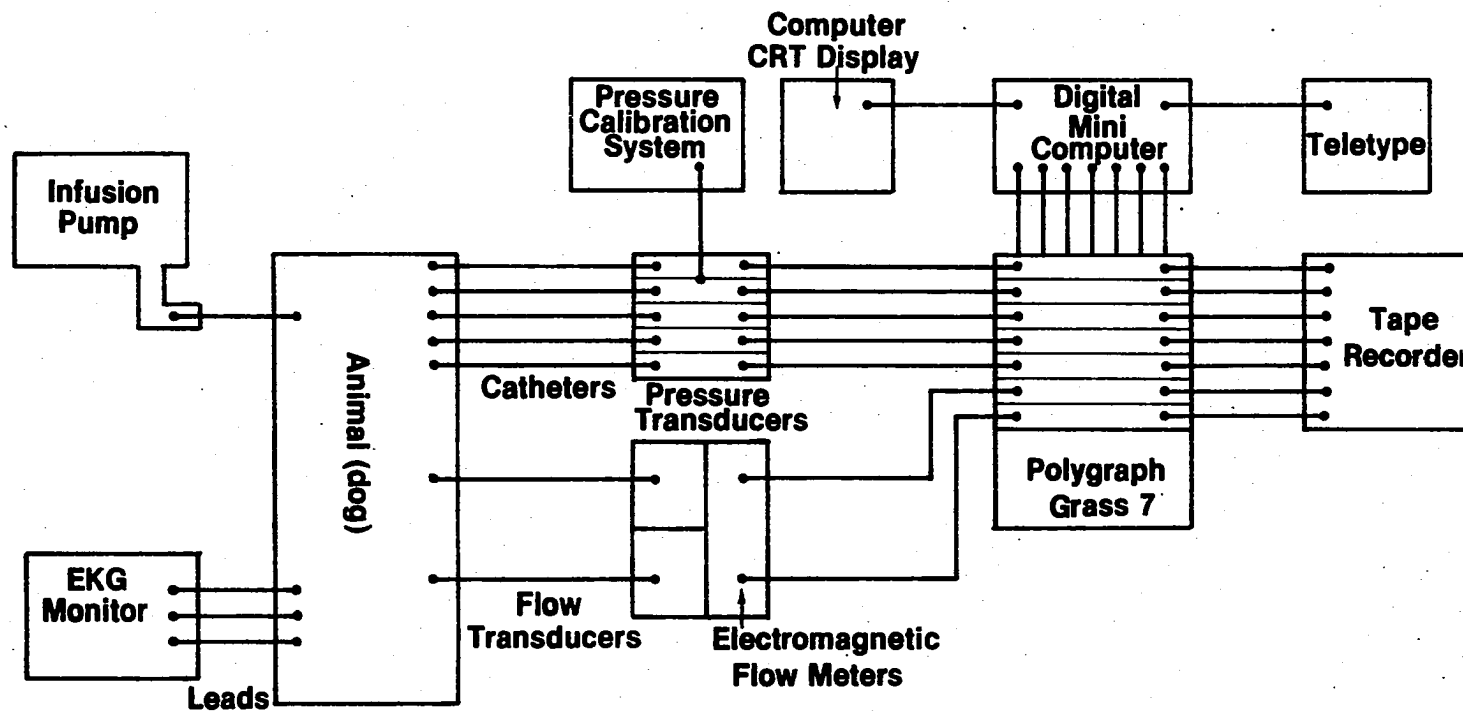 Computer
CRT Display
Pressure
Calibration
System
Digital
Mini
Computer
Teletype
Infusion
Pump
Animal (dog)
Catheters
Pressure
Transducers
Tape
Recorder
Polygraph
Grass 7
EKG
Monitor
Leads
Flow
Transducers
Electromagnetic
Flow Meters